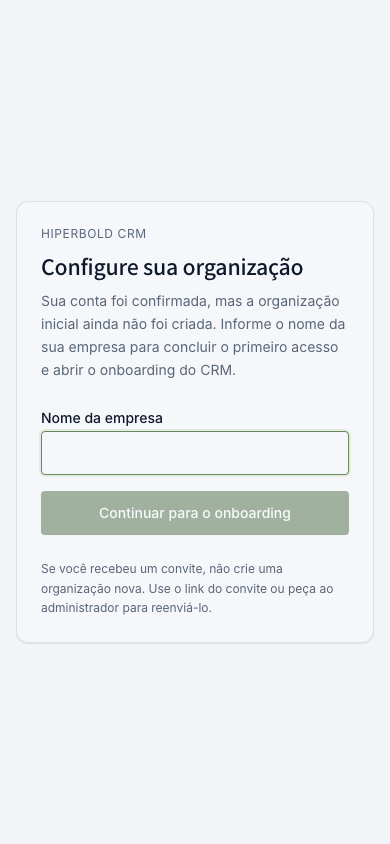 HIPERBOLD CRM
Configure sua organização
Sua conta foi confirmada, mas a organização
inicial ainda não foi criada. Informe o nome da
sua empresa para concluir o primeiro acesso
e abrir o onboarding do CRM.
Nome da empresa
Continuar para o onboarding
Se você recebeu um convite, não crie uma
organização nova. Use o link do convite ou peça ao
administrador para reenviá-lo.